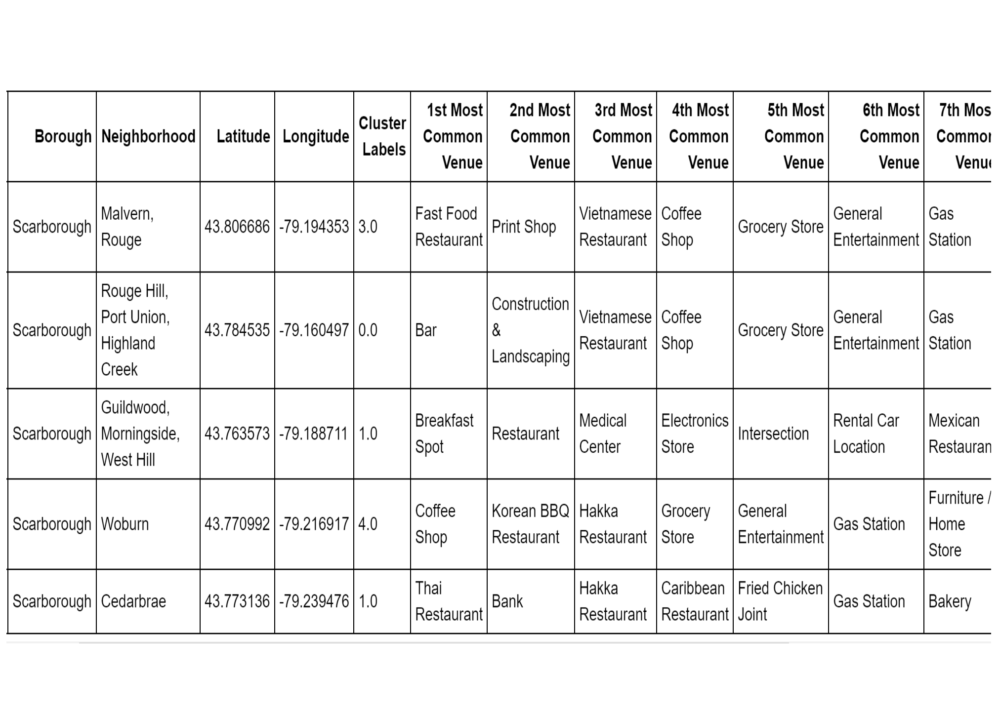 Borough Neighborhood Latitude Longitude Cluster Labels 1st Most Common Venue 2nd Most Common Venue 3rd Most Common Venue 4th Most Common Venue 5th Most Common Venue 6th Most Common Venue 7th Mos Common Venue
Scarborough Malvern, Rouge 43.806686 -79.194353 3.0 Fast Food Restaurant Print Shop Vietnamese Restaurant Coffee Shop Grocery Store General Entertainment Gas Station
Scarborough Rouge Hill, Port Union, Highland Creek 43.784535 -79.160497 0.0 Bar Construction & Landscaping Vietnamese Restaurant Coffee Shop Grocery Store General Entertainment Gas Station
Scarborough Guildwood, Morningside, West Hill 43.763573 -79.188711 1.0 Breakfast Spot Restaurant Medical Center Electronics Store Intersection Rental Car Location Mexican Restauran
Scarborough Woburn 43.770992 -79.216917 4.0 Coffee Shop Korean BBQ Restaurant Hakka Restaurant Grocery Store General Entertainment Gas Station Furniture / Home Store
Scarborough Cedarbrae 43.773136 -79.239476 1.0 Thai Restaurant Bank Hakka Restaurant Caribbean Restaurant Fried Chicken Joint Gas Station Bakery